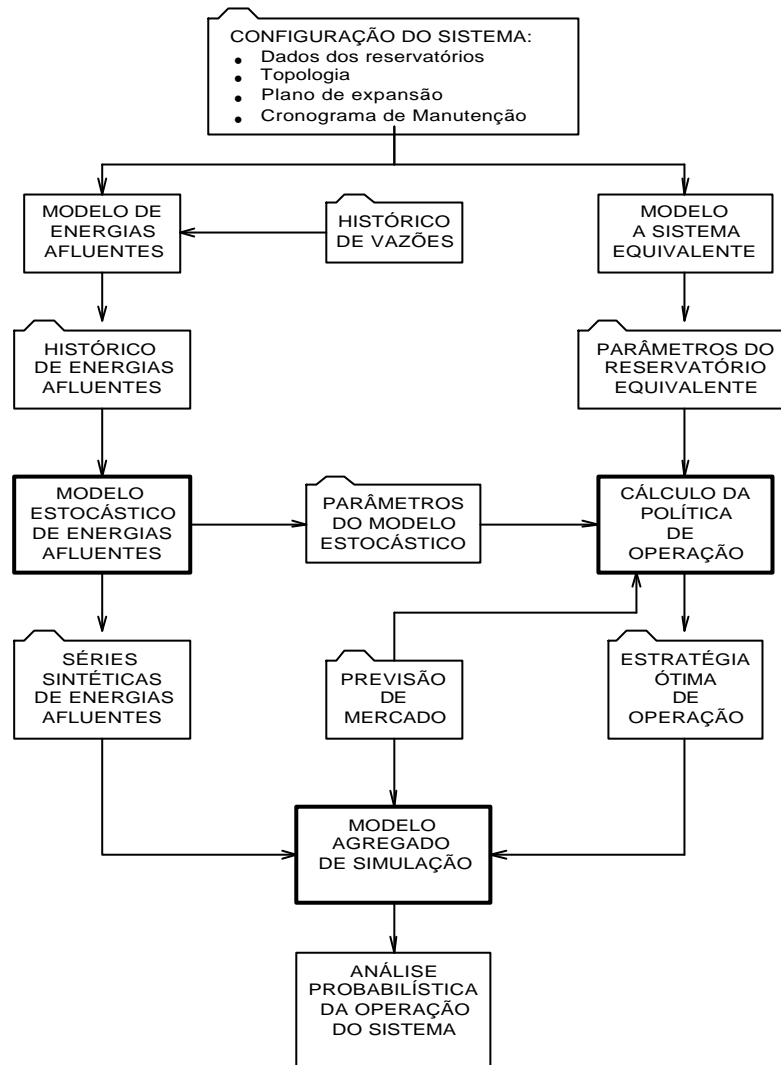 CONFIGURAÇÃO DO SISTEMA:
• Dados dos reservatórios
• Topologia
• Plano de expansão
• Cronograma de Manutenção
MODELO DE
ENERGIAS
AFLUENTES
HISTÓRICO
DE VAZÕES
MODELO
A SISTEMA
EQUIVALENTE
HISTÓRICO
DE ENERGIAS
AFLUENTES
PARÂMETROS DO
RESERVATÓRIO
EQUIVALENTE
MODELO
ESTOCÁSTICO
DE ENERGIAS
AFLUENTES
PARÂMETROS
DO MODELO
ESTOCÁSTICO
CÁLCULO DA
POLÍTICA
DE
OPERAÇÃO
SÉRIES
SINTÉTICAS
DE ENERGIAS
AFLUENTES
PREVISÃO
DE
MERCADO
ESTRATÉGIA
ÓTIMA
DE
OPERAÇÃO
MODELO
AGREGADO
DE SIMULAÇÃO
ANÁLISE
PROBABILÍSTICA
DA OPERAÇÃO
DO SISTEMA